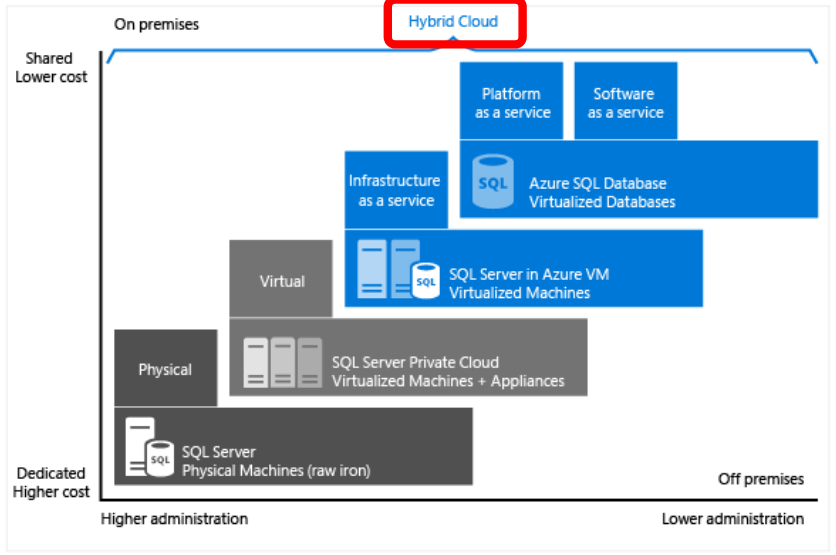 On premises
Hybrid Cloud
Shared
Lower cost
Platform
as a service
Software
as a service
SQL
Azure SQL Database
Virtualized Databases
Infrastructure
as a service
SQL
SQL Server in Azure VM
Virtualized Machines
Virtual
SQL Server Private Cloud
Virtualized Machines + Appliances
Physical
SQL
SQL Server
Physical Machines (raw iron)
Dedicated
Higher cost
Off premises
Higher administration
Lower administration